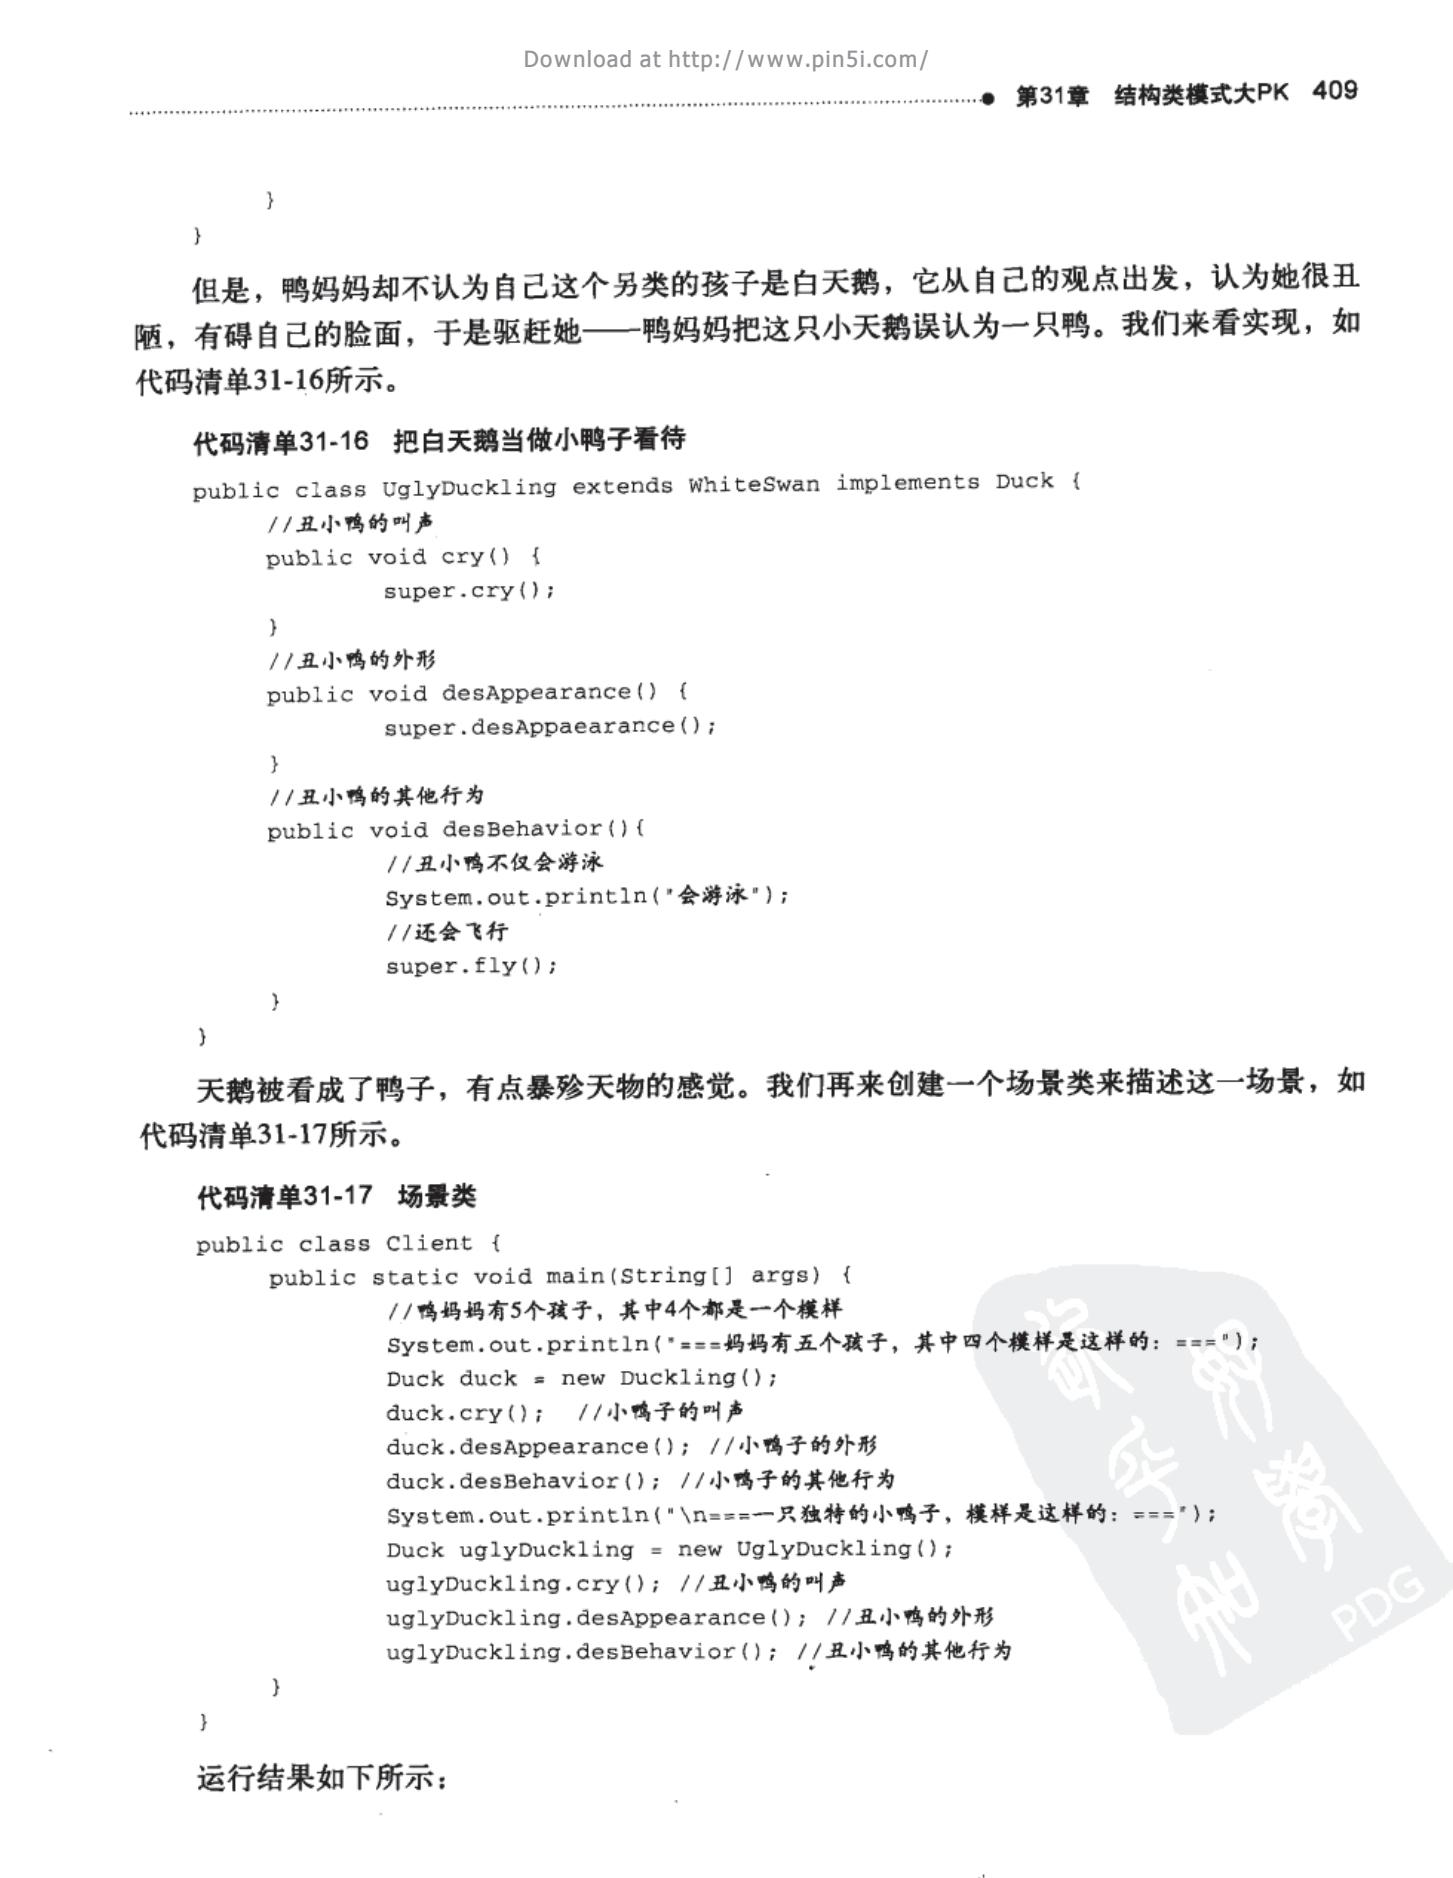 Download at http://www.pin5i.com/
第31章 结构类模式大PK 409
}
}
但是，鸭妈妈却不认为自己这个另类的孩子是白天鹅，它从自己的观点出发，认为她很丑
陋，有碍自己的脸面，于是驱赶她——鸭妈妈把这只小天鹅误认为一只鸭。我们来看实现，如
代码清单31-16所示。
代码清单31-16 把白天鹅当做小鸭子看待
public class UglyDuckling extends WhiteSwan implements Duck {
//丑小鸭的叫声
public void cry() {
super.cry();
}
//丑小鸭的外形
public void desAppearance() {
super.desAppaearance();
}
//丑小鸭的其他行为
public void desBehavior(){
//丑小鸭不仅会游泳
System.out.println("会游泳");
//还会飞行
super.fly();
}
}
天鹅被看成了鸭子，有点暴殄天物的感觉。我们再来创建一个场景类来描述这一场景，如
代码清单31-17所示。
代码清单31-17 场景类
public class Client {
public static void main(String[] args) {
//鸭妈妈有5个孩子，其中4个都是一个模样
System.out.println("===妈妈有五个孩子，其中四个模样是这样的：===");
Duck duck = new Duckling();
duck.cry(); //小鸭子的叫声
duck.desAppearance(); //小鸭子的外形
duck.desBehavior(); //小鸭子的其他行为
System.out.println("\n===一只独特的小鸭子，模样是这样的：===");
Duck uglyDuckling = new UglyDuckling();
uglyDuckling.cry(); //丑小鸭的叫声
uglyDuckling.desAppearance(); //丑小鸭的外形
uglyDuckling.desBehavior(); //丑小鸭的其他行为
}
}
运行结果如下所示：
PDG